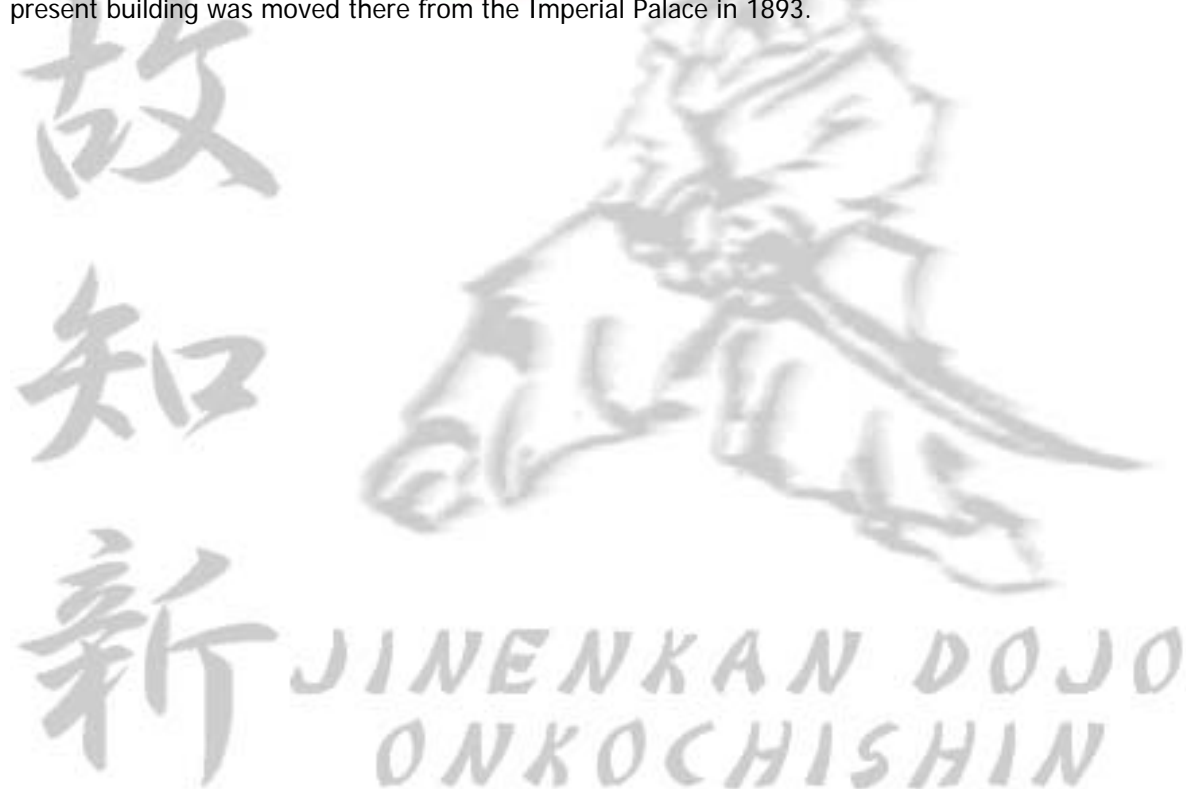 present building was moved there from the Imperial Palace in 1893.
故
知
新
JINENKAN DOJO
ONKOCHISHIN